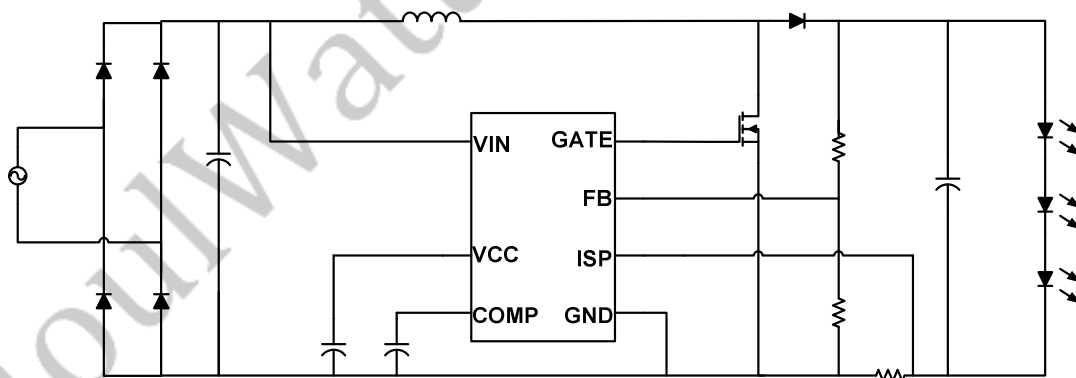 VIN
GATE
FB
VCC
ISP
COMP
GND